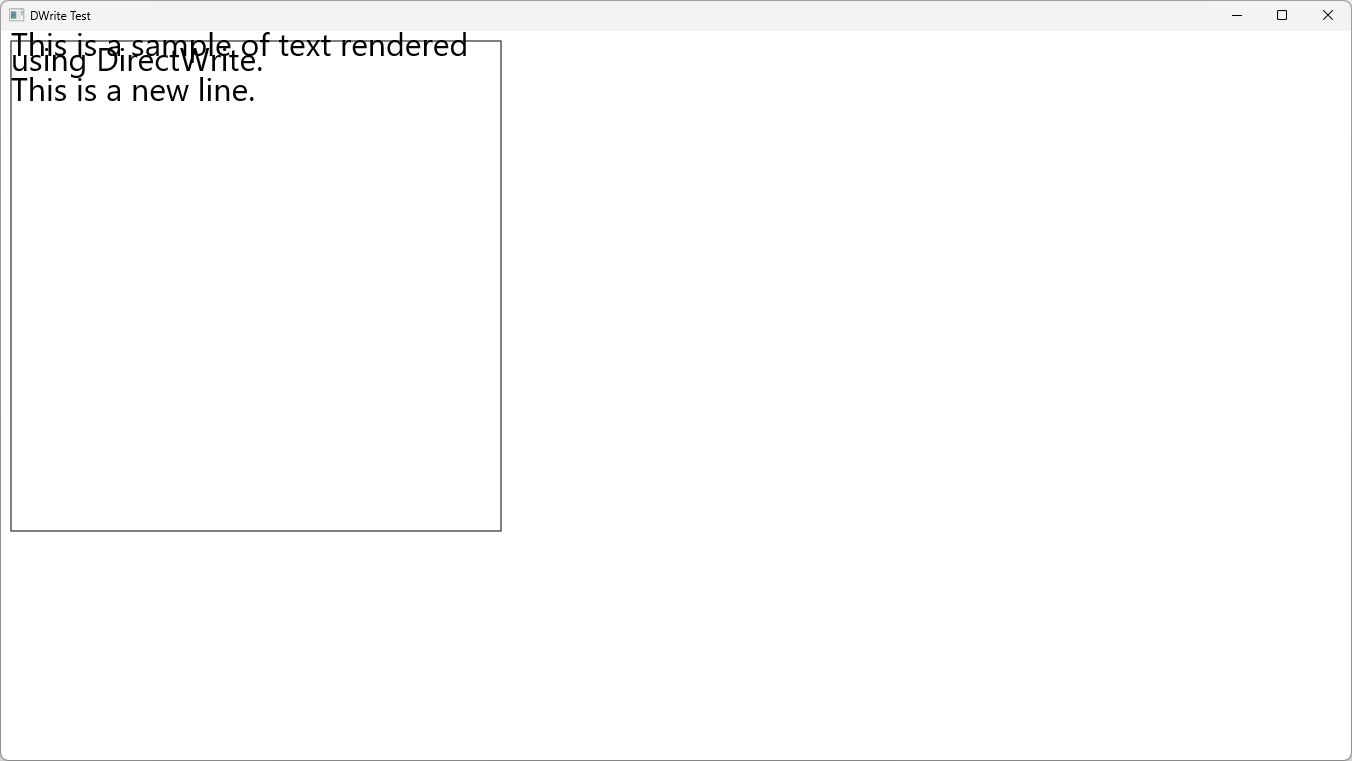 DWrite Test
This is a sample of text rendered
using DirectWrite.
This is a new line.